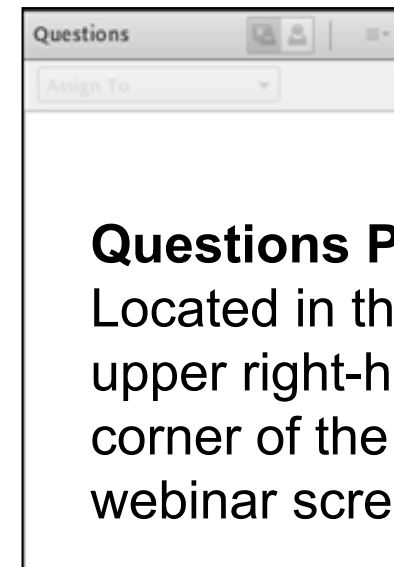 Questions
Assign To
Questions P
Located in th
upper right-h
corner of the
webinar scre